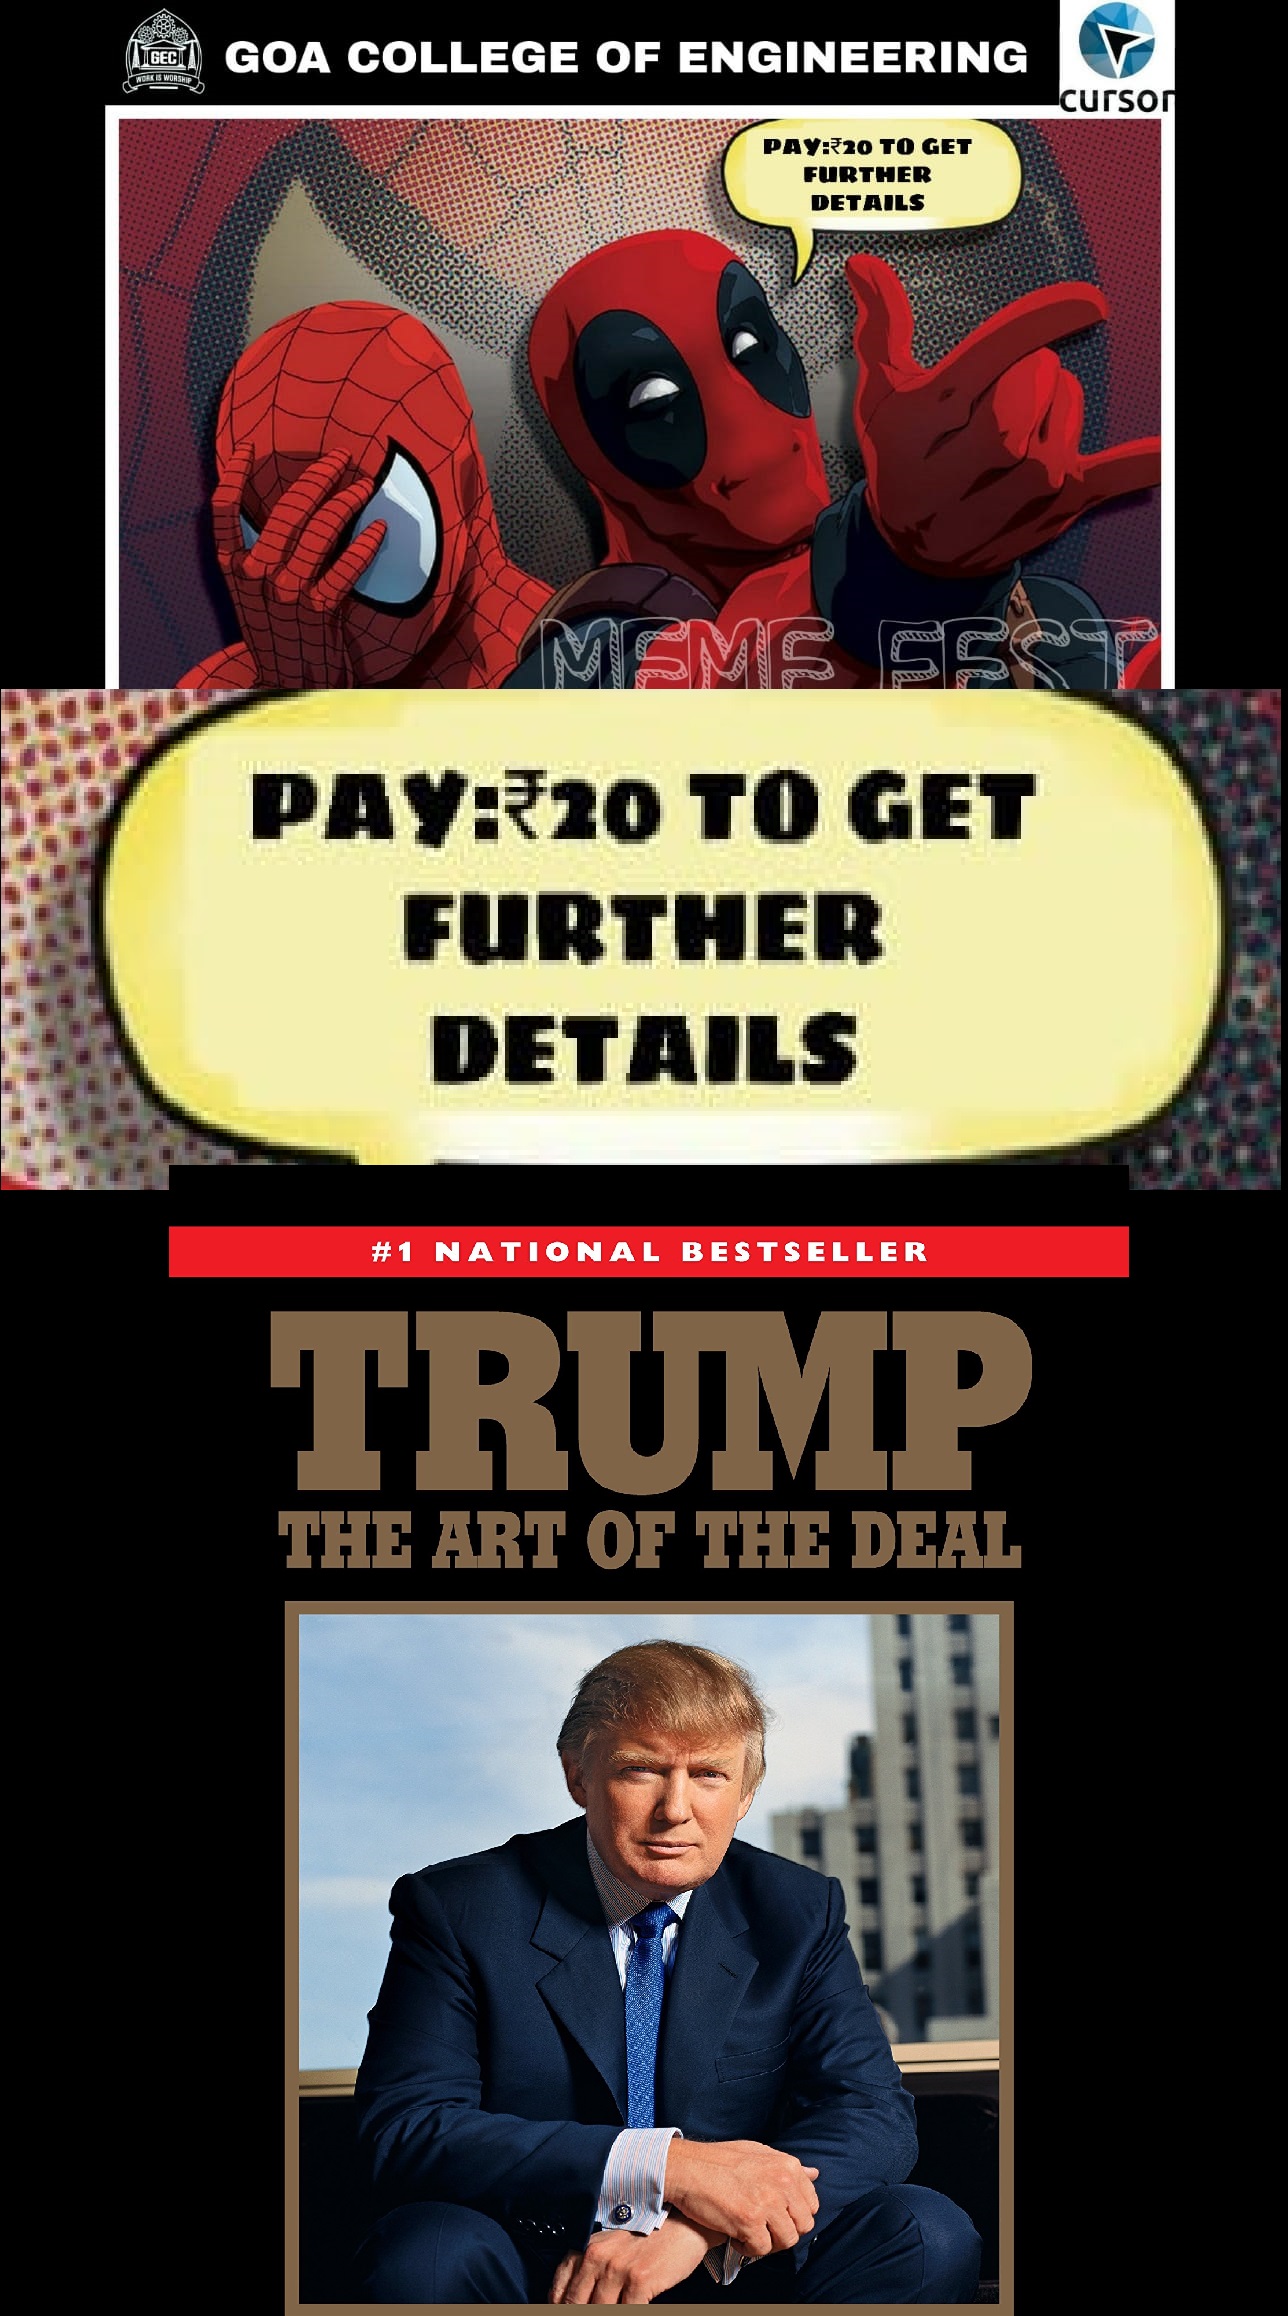 GEC
WORK IS WORSHIP
GOA COLLEGE OF ENGINEERING
cursor
PAY:₹20 TO GET
FURTHER
DETAILS
MEME FEST
PAY:₹20 TO GET
FURTHER
DETAILS
#1 NATIONAL BESTSELLER
TRUMP
THE ART OF THE DEAL